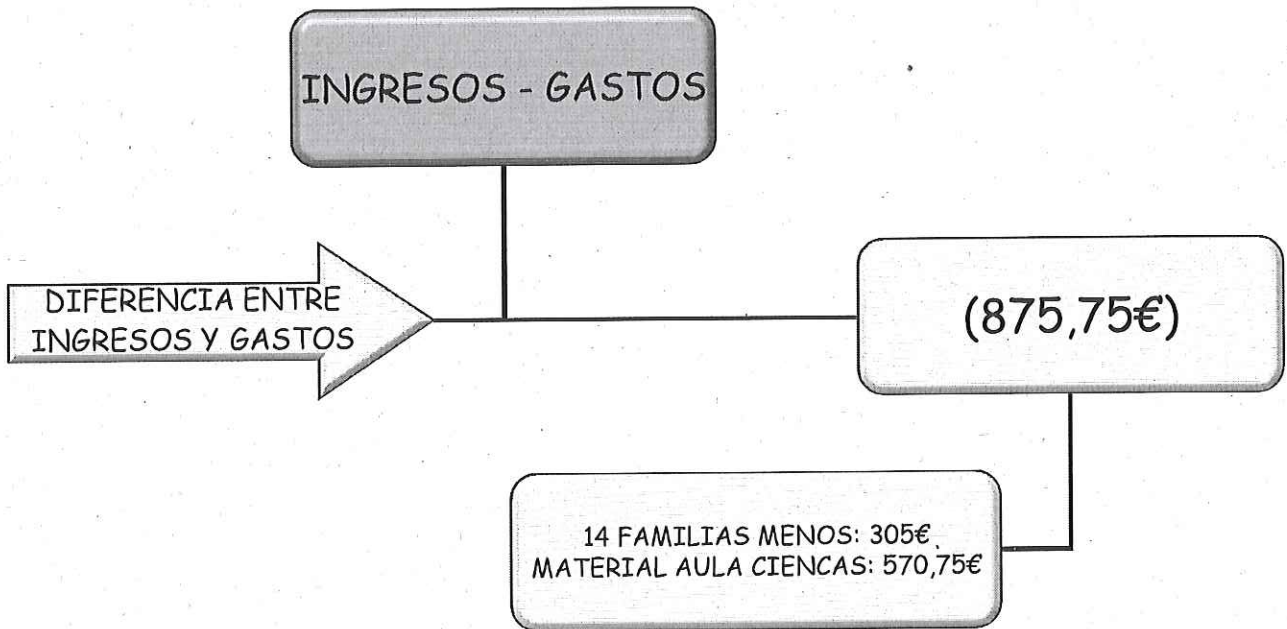 INGRESOS - GASTOS
DIFERENCIA ENTRE
INGRESOS Y GASTOS
(875,75€)
14 FAMILIAS MENOS: 305€
MATERIAL AULA CIENCAS: 570,75€